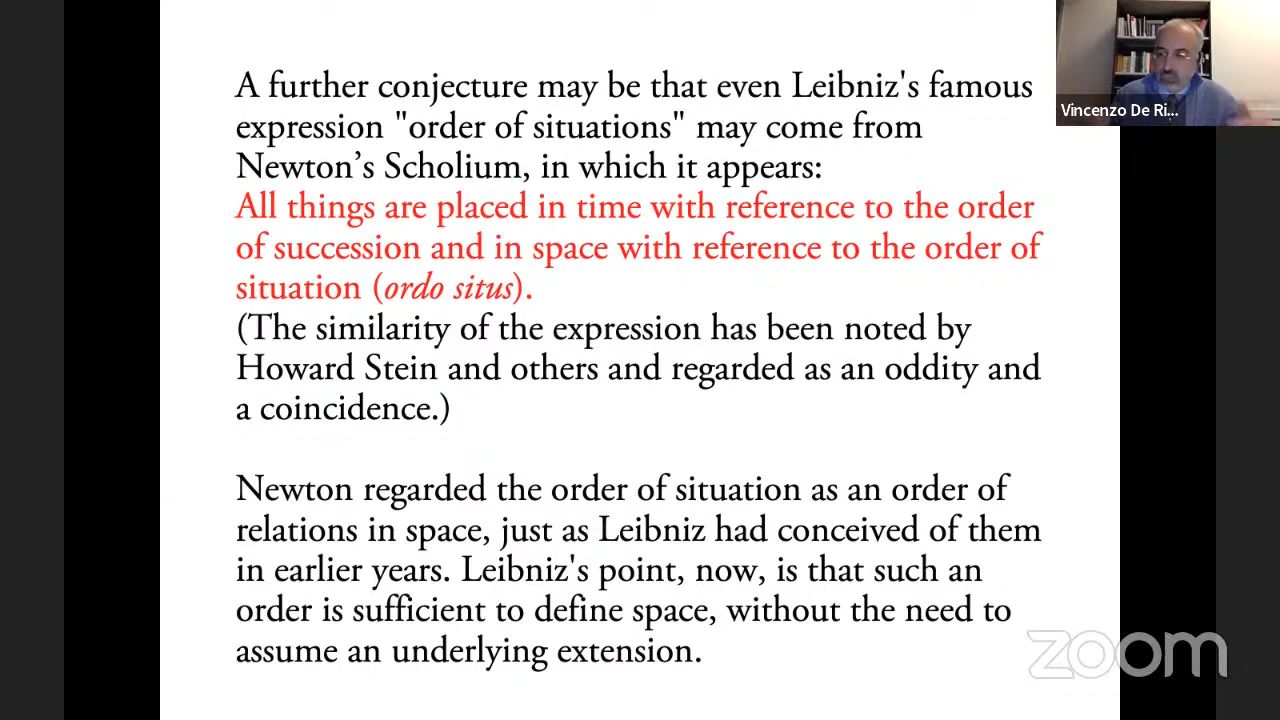 A further conjecture may be that even Leibniz's famous
expression "order of situations" may come from
Newton’s Scholium, in which it appears:
All things are placed in time with reference to the order
of succession and in space with reference to the order of
situation (ordo situs).
(The similarity of the expression has been noted by
Howard Stein and others and regarded as an oddity and
a coincidence.)
Newton regarded the order of situation as an order of
relations in space, just as Leibniz had conceived of them
in earlier years. Leibniz's point, now, is that such an
order is sufficient to define space, without the need to
assume an underlying extension.
Vincenzo De Ri...
zoom